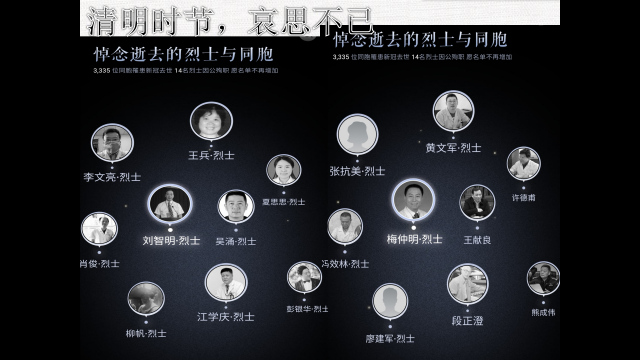 清明时节，哀思不已
悼念逝去的烈士与同胞
3,335 位同胞罹患新冠去世 14名烈士因公殉职 愿名单不再增加
王兵·烈士
李文亮·烈士
夏思思·烈士
刘智明·烈士
吴涌·烈士
肖俊·烈士
江学庆·烈士
彭银华·烈士
柳帆·烈士
悼念逝去的烈士与同胞
3,335 位同胞罹患新冠去世 14名烈士因公殉职 愿名单不再增加
黄文军·烈士
张抗美·烈士
许德甫
梅仲明·烈士
王献良
冯效林·烈士
熊成伟
段正澄
廖建军·烈士